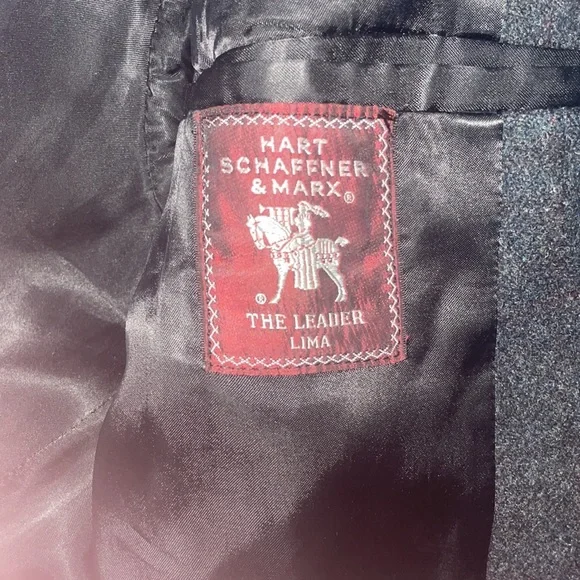 HART
SCHAFFNER
& MARX®
®
THE LEADER
LIMA